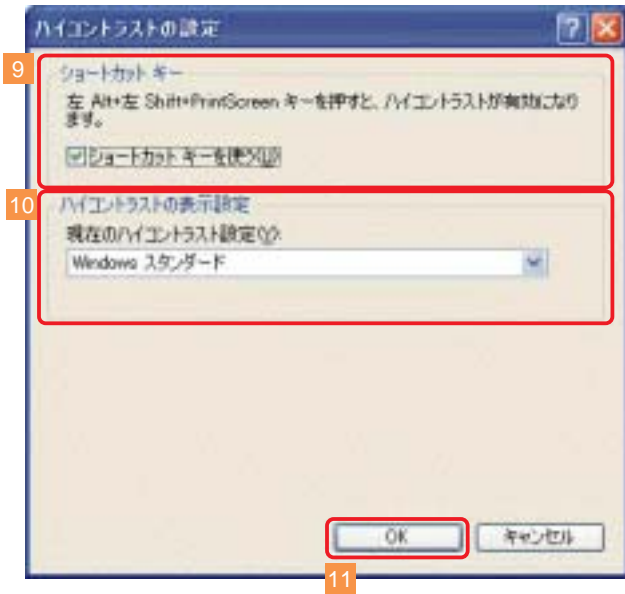 ハイコントラストの設定
9
ショートカット キー
左 Alt+左 Shift+PrintScreen キーを押すと、ハイコントラストが有効になり
ます。
ショートカット キーを使う(U)
10
ハイコントラストの表示設定
現在のハイコントラスト設定(Y):
Windows スタンダード
OK
キャンセル
11